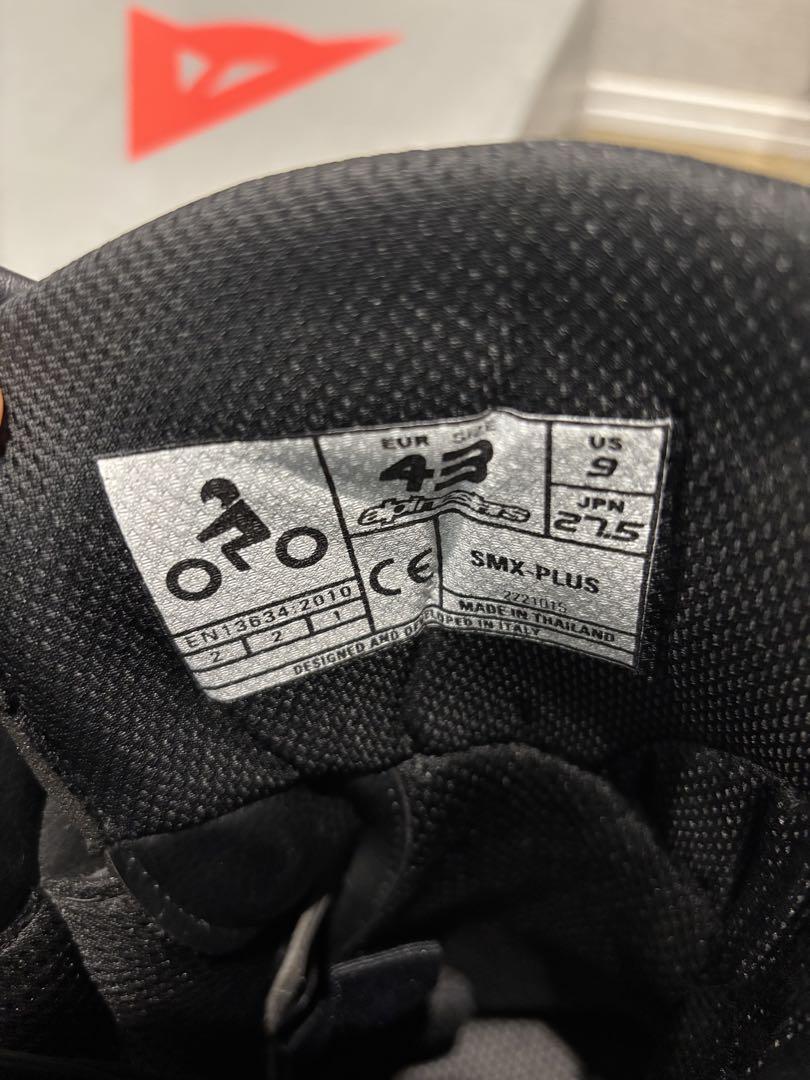 EUR SIZE
43
alpinestars
US
9
JPN
27.5
CE
SMX-PLUS
2221015
EN13634:2010
2 2 1
MADE IN THAILAND
DESIGNED AND DEVELOPED IN ITALY